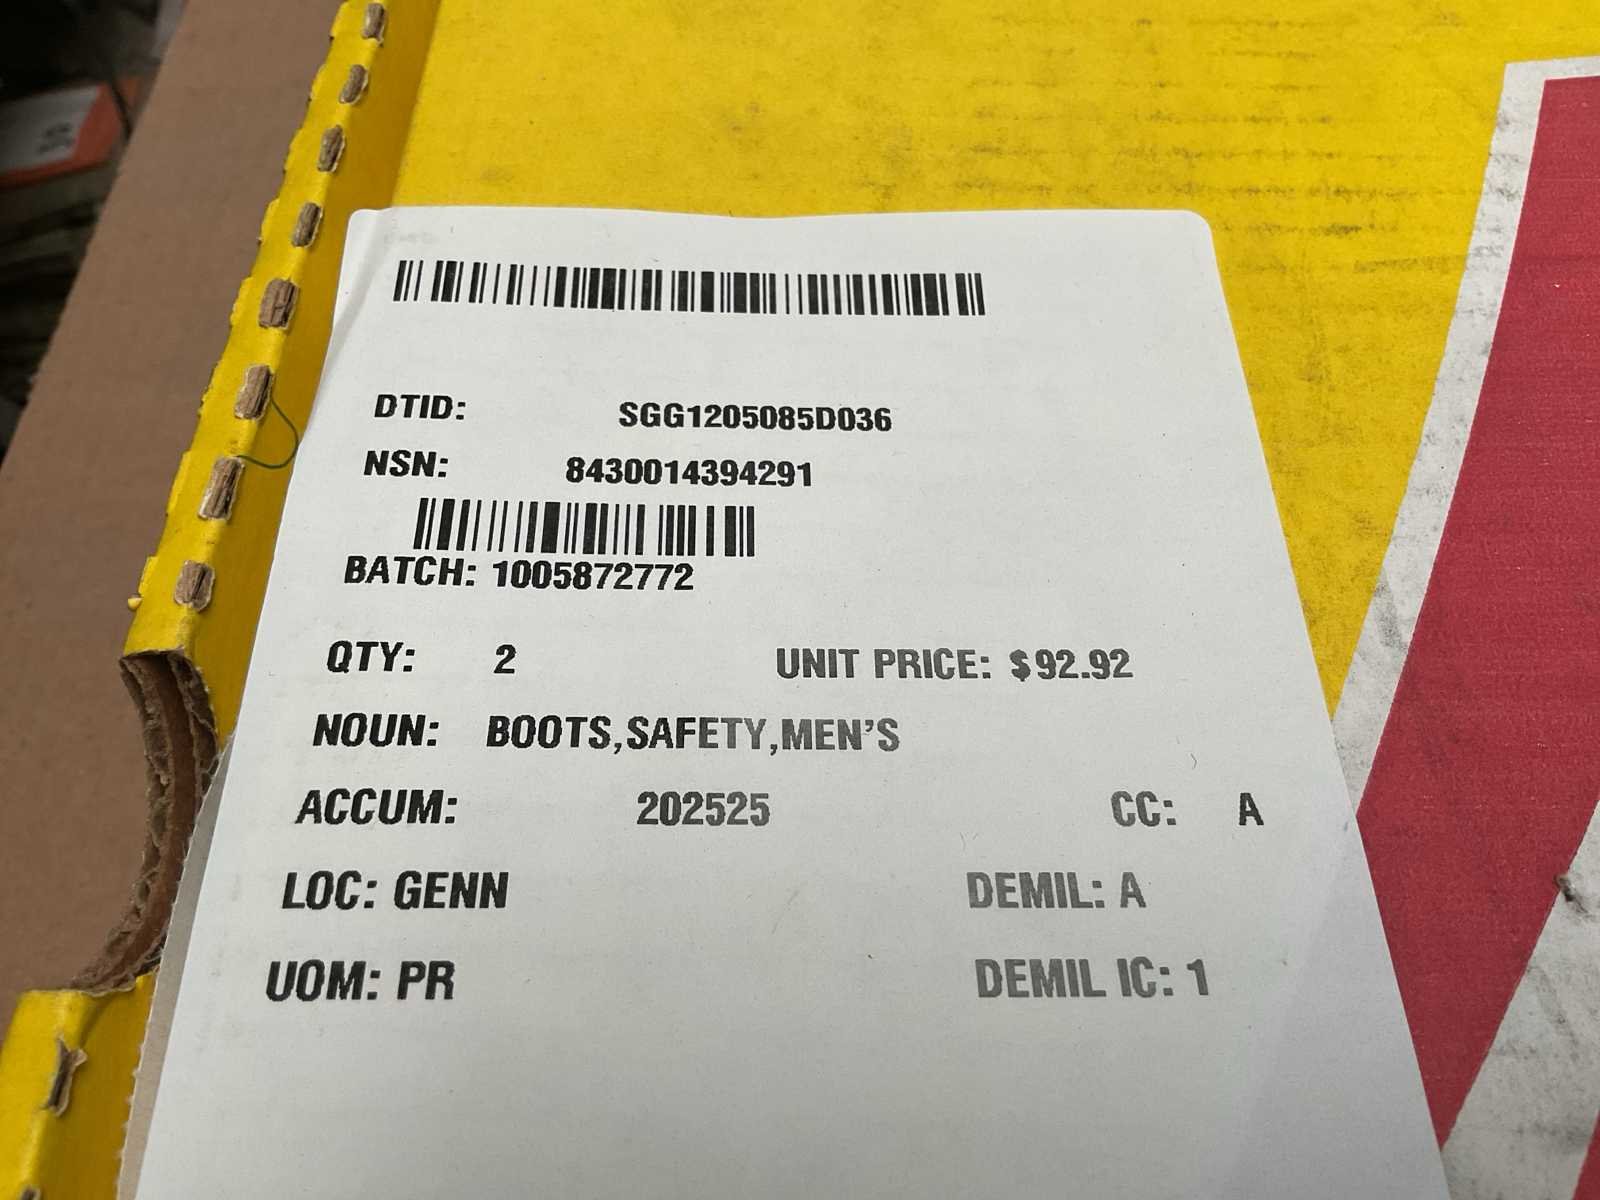 DTID: SGG1205085D036
NSN: 8430014394291
BATCH: 1005872772
QTY: 2 UNIT PRICE: $92.92
NOUN: BOOTS,SAFETY,MEN'S
ACCUM: 202525 CC: A
LOC: GENN DEMIL: A
UOM: PR DEMIL IC: 1